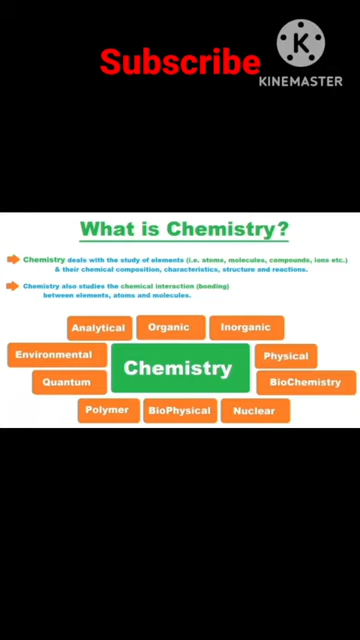 Subscribe
KINEMASTER
What is Chemistry?
Chemistry deals with the study of elements (i.e. atoms, molecules, compounds, ions etc.)
& their chemical composition, characteristics, structure and reactions.
Chemistry also studies the chemical interaction (bonding)
between elements, atoms and molecules.
Analytical
Organic
Inorganic
Environmental
Physical
Chemistry
Quantum
BioChemistry
Polymer
BioPhysical
Nuclear